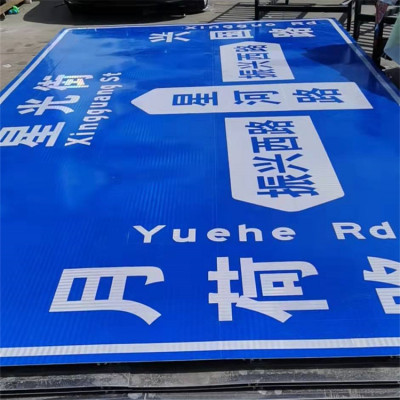 Xingguo Rd
兴国路
星光街
Xingguang St
振兴西路
星河路
振兴西路
Yuehe Rd
月荷路